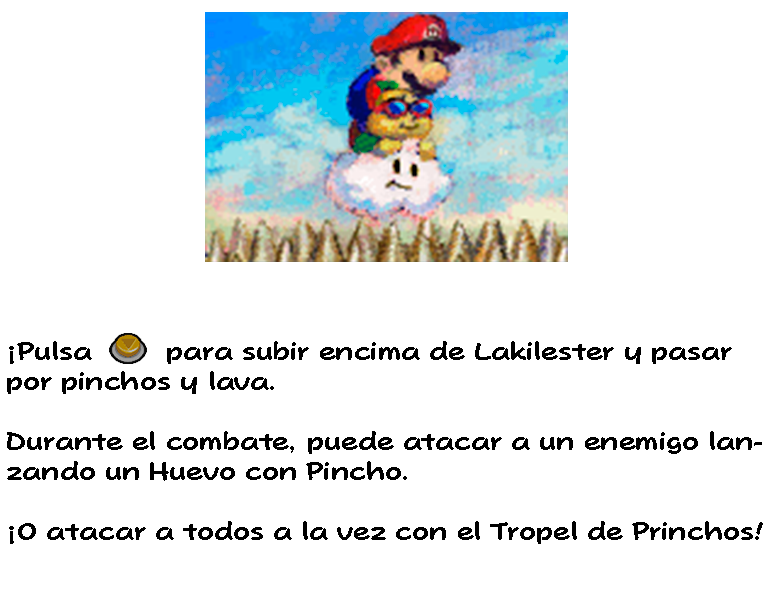 ¡Pulsa para subir encima de Lakilester y pasar
por pinchos y lava.
Durante el combate, puede atacar a un enemigo lan-
zando un Huevo con Pincho.
¡O atacar a todos a la vez con el Tropel de Princhos!